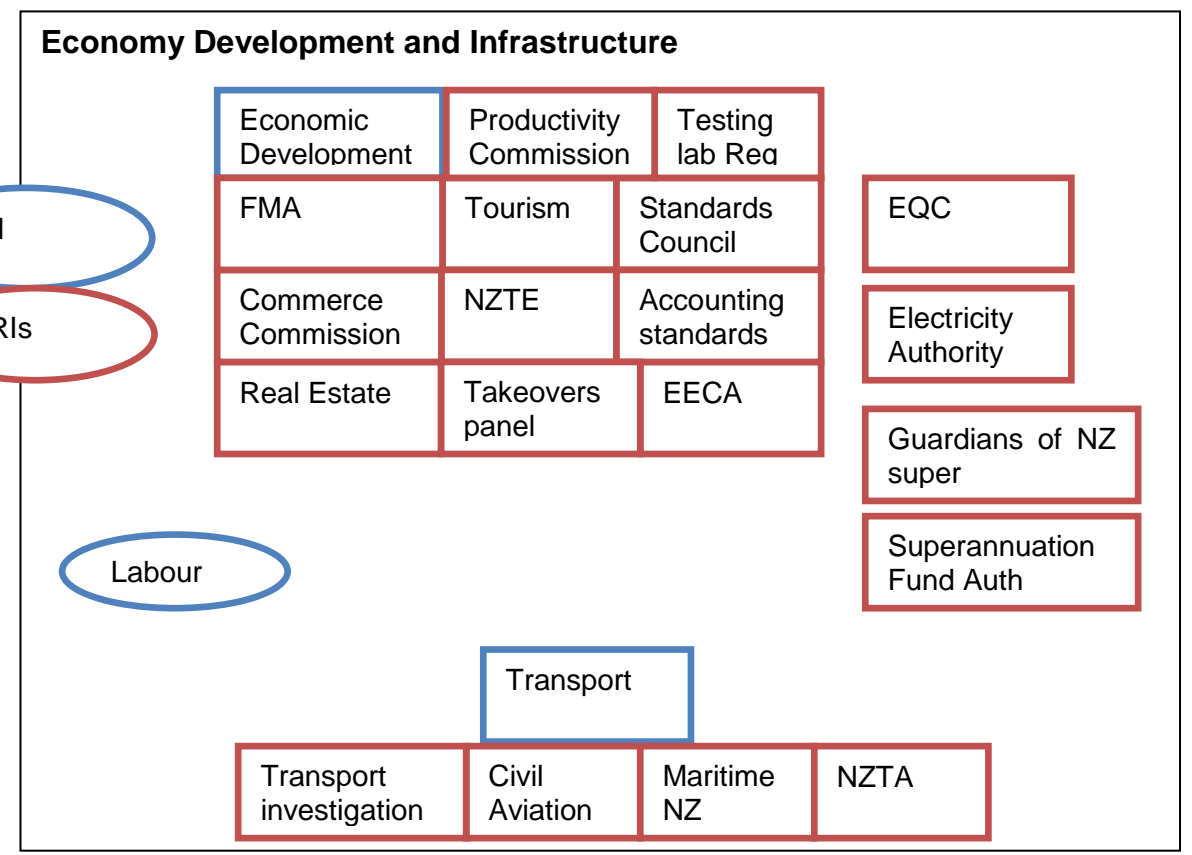 Economy Development and Infrastructure
Economic
Development
Productivity
Commission
Testing
lab Reg
FMA
Tourism
Standards
Council
EQC
Commerce
Commission
NZTE
Accounting
standards
RIs
Electricity
Authority
Real Estate
Takeovers
panel
EECA
Guardians of NZ
super
Labour
Superannuation
Fund Auth
Transport
Transport
investigation
Civil
Aviation
Maritime
NZ
NZTA